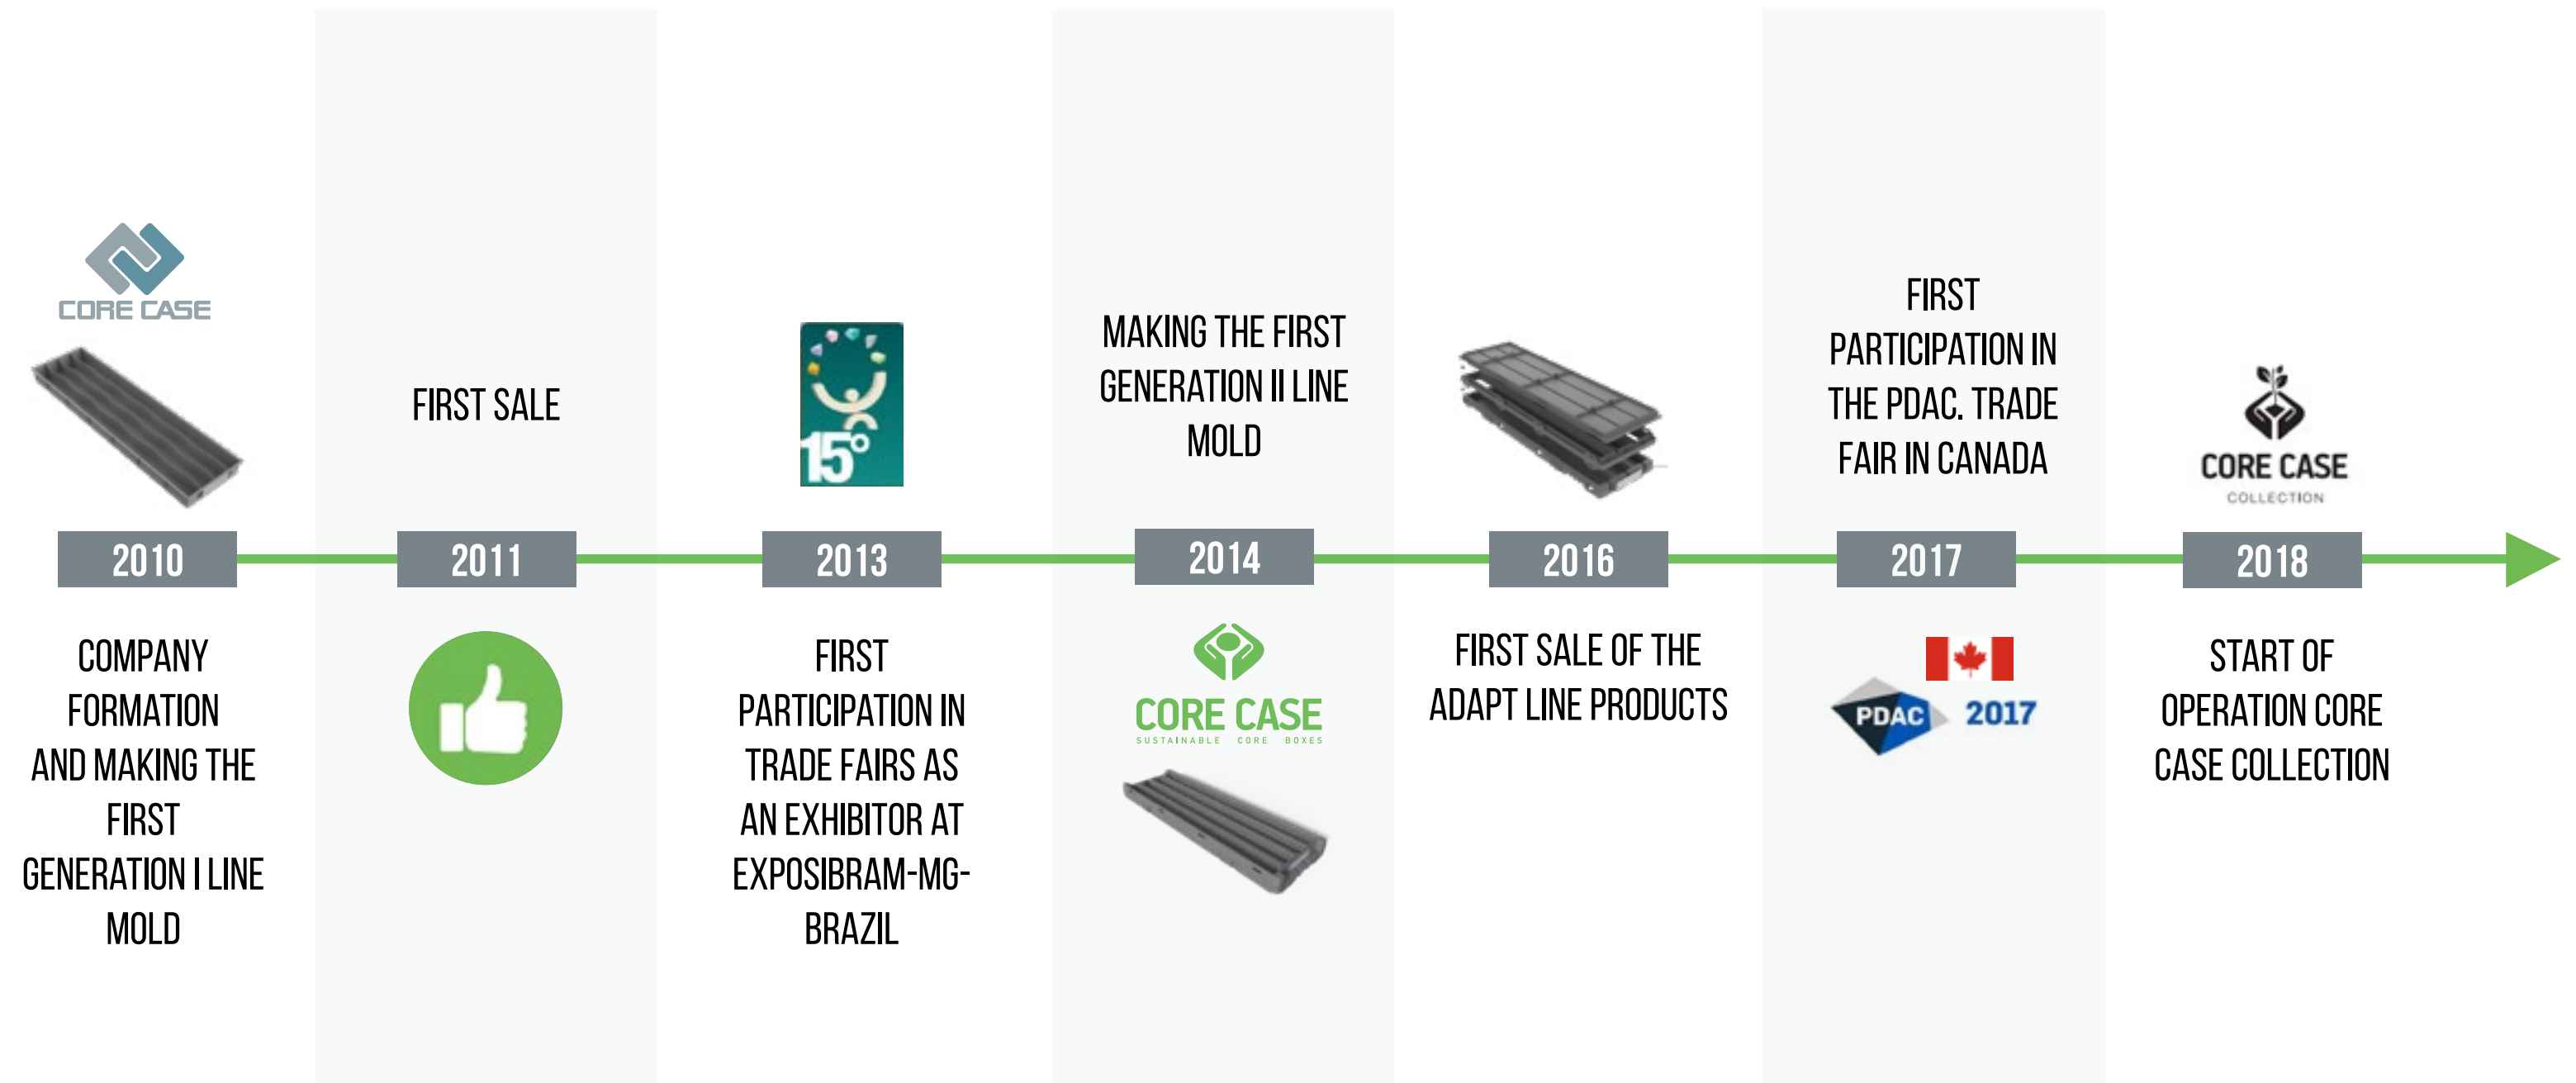 CORE CASE
2010
COMPANY
FORMATION
AND MAKING THE
FIRST
GENERATION I LINE
MOLD
FIRST SALE
2011
15°
2013
FIRST
PARTICIPATION IN
TRADE FAIRS AS
AN EXHIBITOR AT
EXPOSIBRAM-MG-
BRAZIL
MAKING THE FIRST
GENERATION II LINE
MOLD
2014
CORE CASE
SUSTAINABLE CORE BOXES
2016
FIRST SALE OF THE
ADAPT LINE PRODUCTS
FIRST
PARTICIPATION IN
THE PDAC. TRADE
FAIR IN CANADA
2017
PDAC 2017
CORE CASE
COLLECTION
2018
START OF
OPERATION CORE
CASE COLLECTION